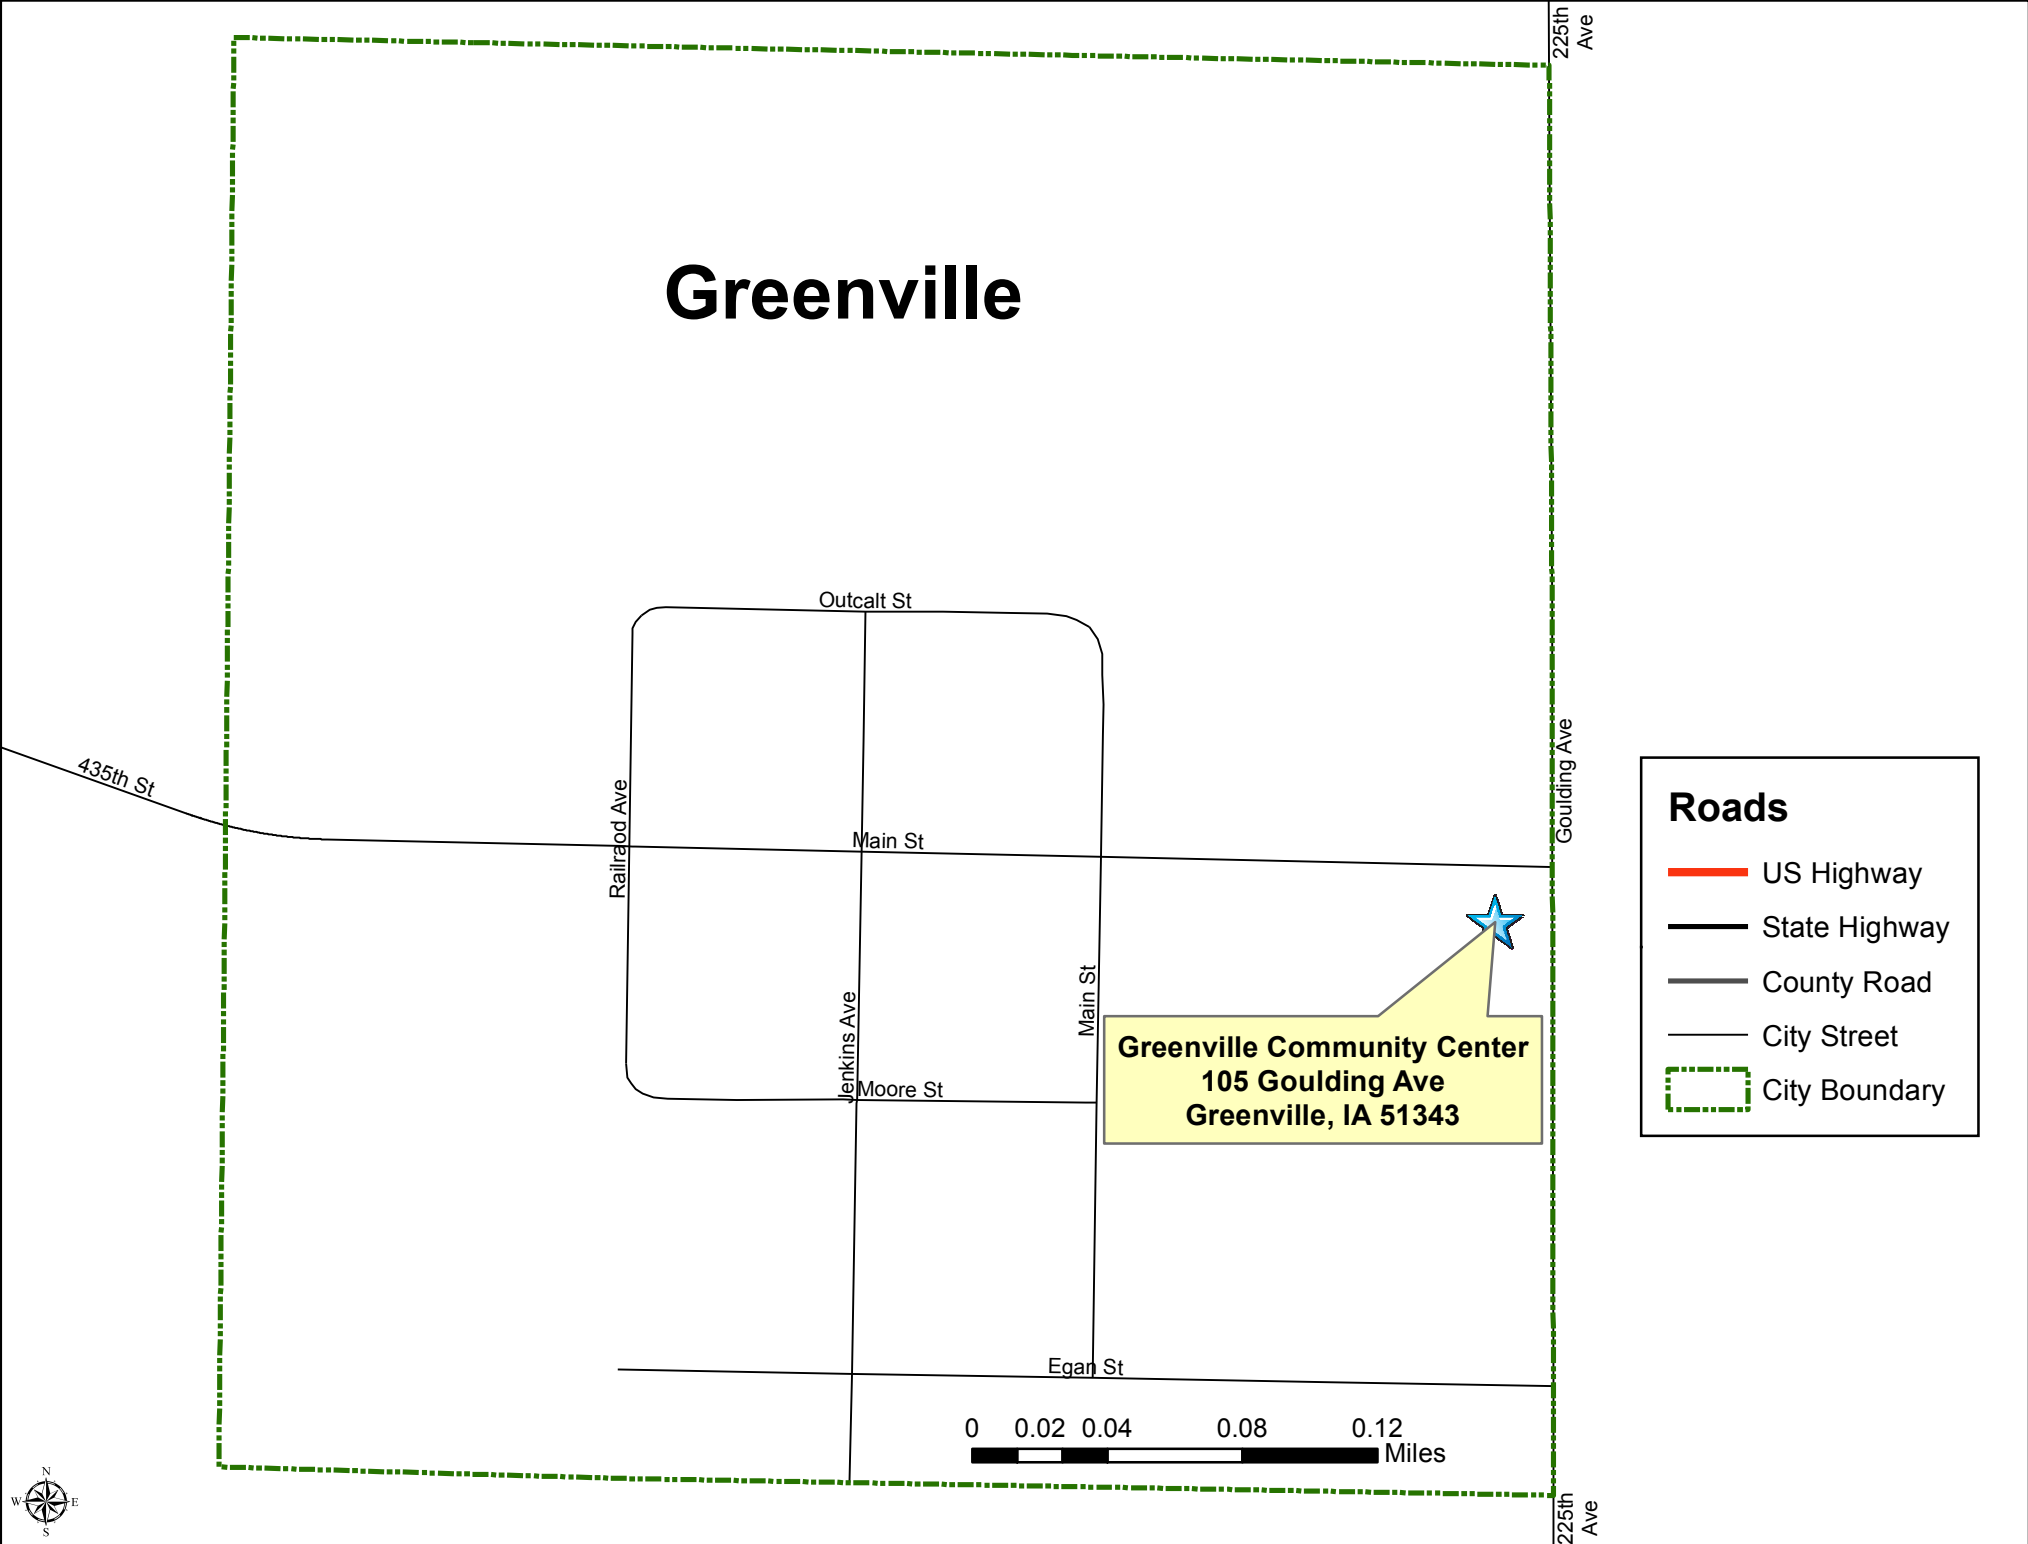 225th
Ave
Greenville
Outcalt St
435th St
Railraod Ave
Main St
Goulding Ave
Jenkins Ave
Main St
Moore St
Greenville Community Center
105 Goulding Ave
Greenville, IA 51343
Egan St
0 0.02 0.04 0.08 0.12
Miles
Roads
US Highway
State Highway
County Road
City Street
City Boundary
N
W E
S
225th
Ave